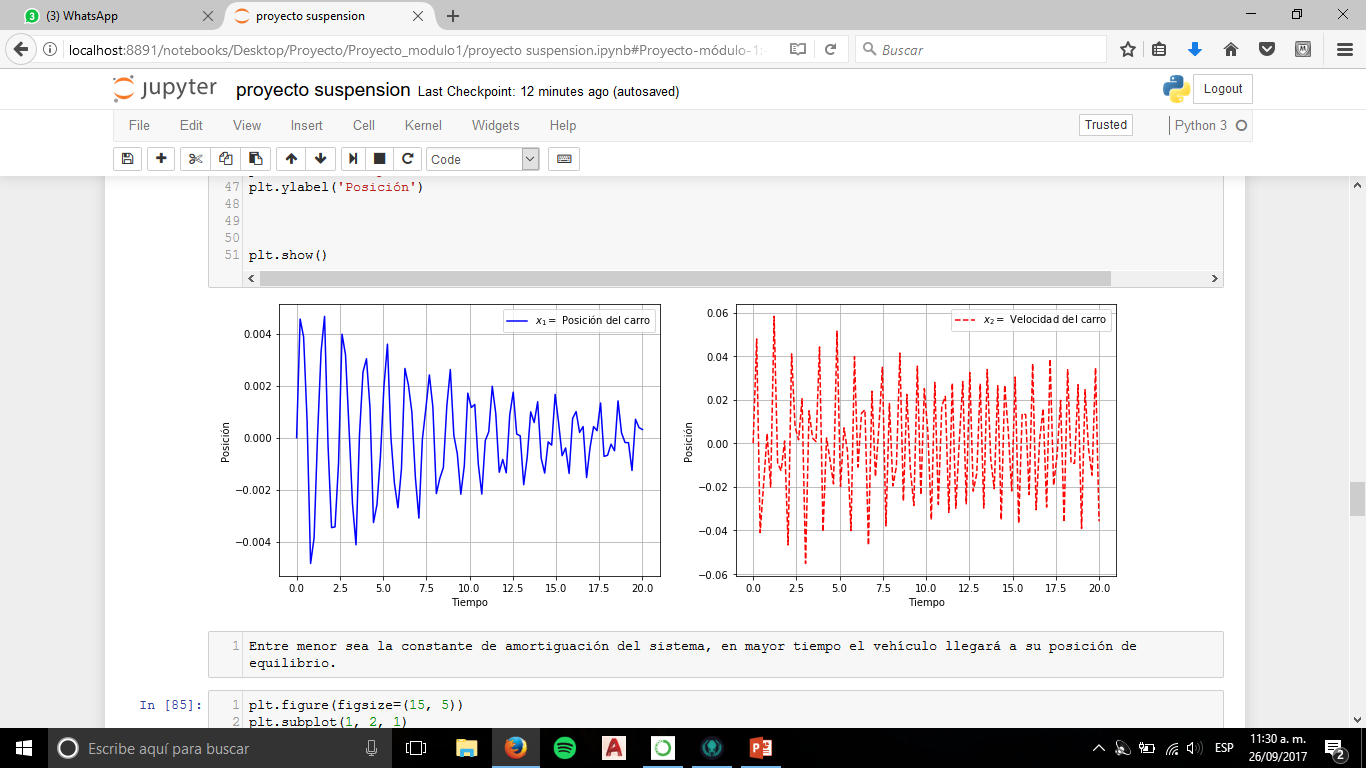 3 (3) WhatsApp
proyecto suspension
localhost:8891/notebooks/Desktop/Proyecto/Proyecto_modulo1/proyecto suspension.ipynb#Proyecto-módulo-1:
Buscar
jupyter proyecto suspension Last Checkpoint: 12 minutes ago (autosaved)
Logout
File Edit View Insert Cell Kernel Widgets Help
Trusted
Python 3
Code
47 plt.ylabel('Posición')
48
49
50
51 plt.show()
x₁= Posición del carro
0.004
0.002
0.000
−0.002
−0.004
Posición
0.0 2.5 5.0 7.5 10.0 12.5 15.0 17.5 20.0
Tiempo
x₂= Velocidad del carro
0.06
0.04
0.02
0.00
−0.02
−0.04
−0.06
Posición
0.0 2.5 5.0 7.5 10.0 12.5 15.0 17.5 20.0
Tiempo
1 Entre menor sea la constante de amortiguación del sistema, en mayor tiempo el vehículo llegará a su posición de
equilibrio.
In [85]:
1 plt.figure(figsize=(15, 5))
2 plt.subplot(1, 2, 1)
Escribe aquí para buscar
ESP
11:30 a. m.
26/09/2017
2